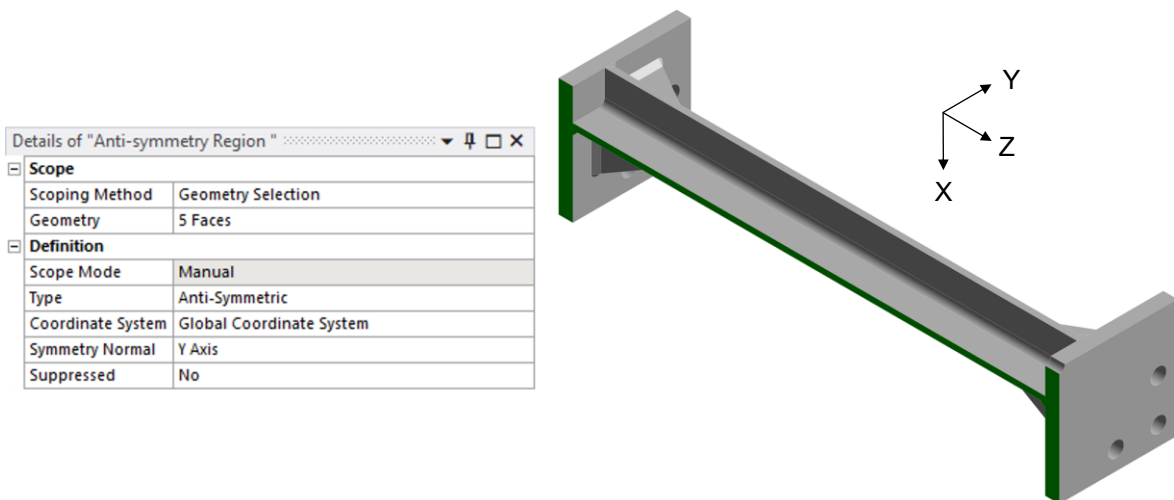 Details of "Anti-symmetry Region "
Scope
Scoping Method Geometry Selection
Geometry 5 Faces
Definition
Scope Mode Manual
Type Anti-Symmetric
Coordinate System Global Coordinate System
Symmetry Normal Y Axis
Suppressed No
Y
Z
X